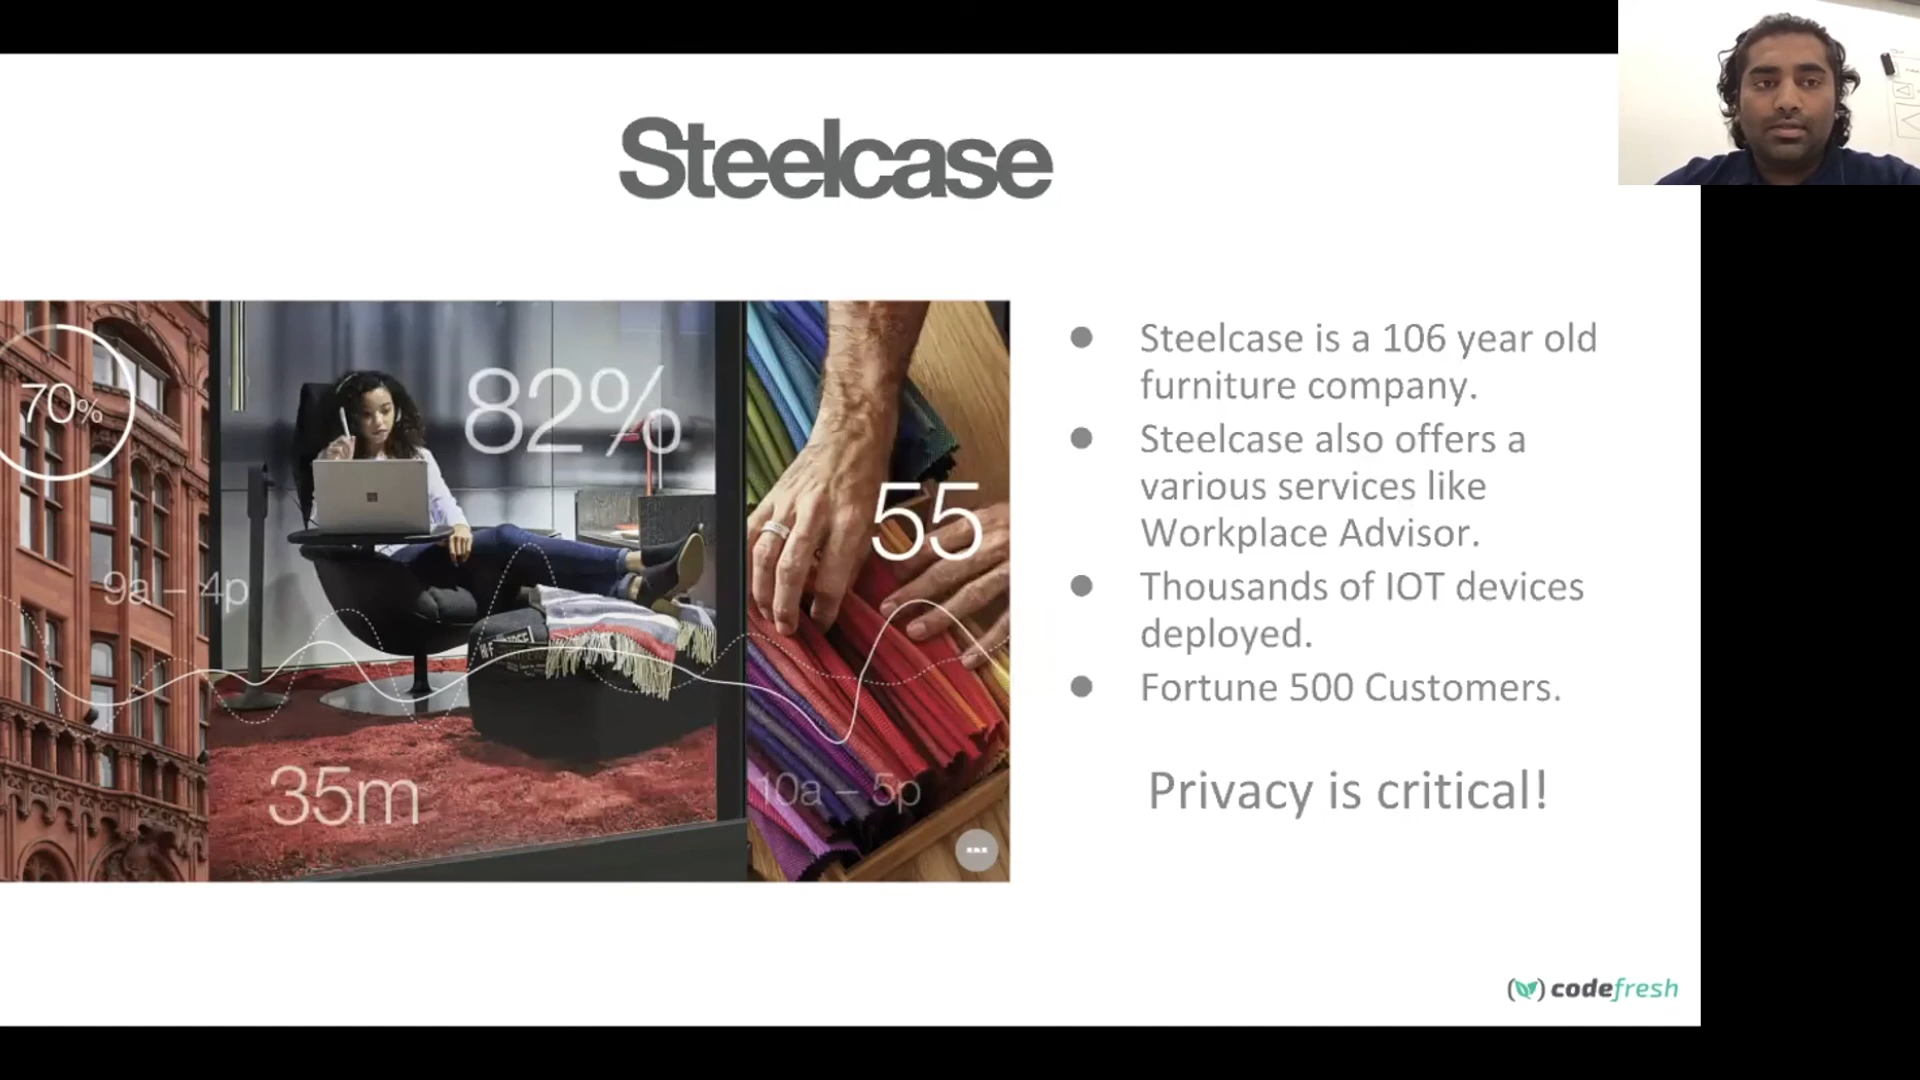 Steelcase
70%
82%
55
9a – 4p
35m
10a – 5p
● Steelcase is a 106 year old
furniture company.
● Steelcase also offers a
various services like
Workplace Advisor.
● Thousands of IOT devices
deployed.
● Fortune 500 Customers.
Privacy is critical!
codefresh